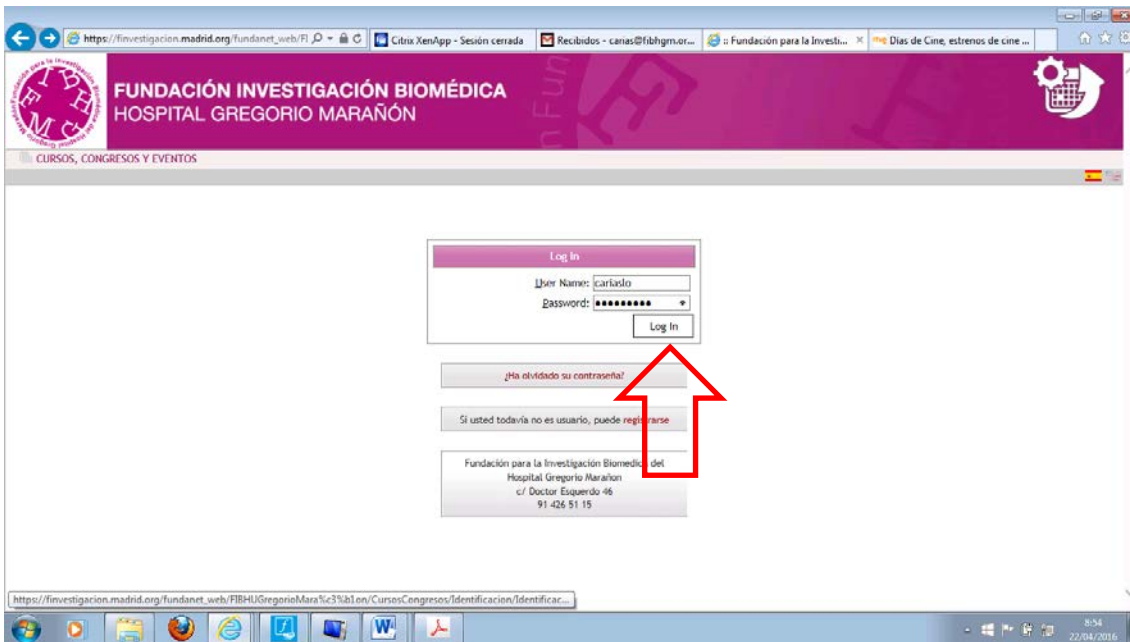 https://finvestigacion.madrid.org/fundanet_web/FI
Citrix XenApp - Sesión cerrada
Recibidos - carias@fibhgm.or...
:: Fundación para la Investi...
Días de Cine, estrenos de cine ...
FUNDACIÓN INVESTIGACIÓN BIOMÉDICA
HOSPITAL GREGORIO MARAÑÓN
CURSOS, CONGRESOS Y EVENTOS
Log In
User Name: cariaslo
Password:
Log In
¿Ha olvidado su contraseña?
Si usted todavía no es usuario, puede registrarse
Fundación para la Investigación Biomedica del
Hospital Gregorio Marañon
c/ Doctor Esquerdo 46
91 426 51 15
https://finvestigacion.madrid.org/fundanet_web/FIBHUGregorioMara%c3%b1on/CursosCongresos/Identificacion/Identificac...
8:54
22/04/2016